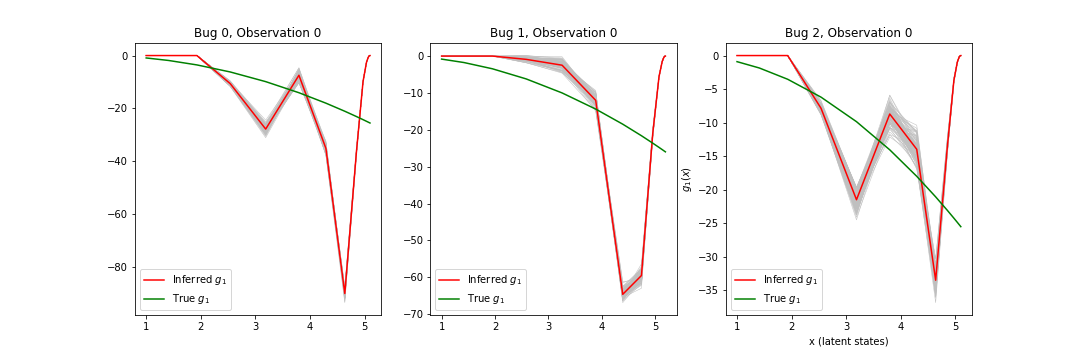 Bug 0, Observation 0
0
−20
−40
−60
−80
1 2 3 4 5
Inferred g₁
True g₁
Bug 1, Observation 0
0
−10
−20
−30
−40
−50
−60
−70
1 2 3 4 5
Inferred g₁
True g₁
Bug 2, Observation 0
g₁(x)
0
−5
−10
−15
−20
−25
−30
−35
1 2 3 4 5
x (latent states)
Inferred g₁
True g₁